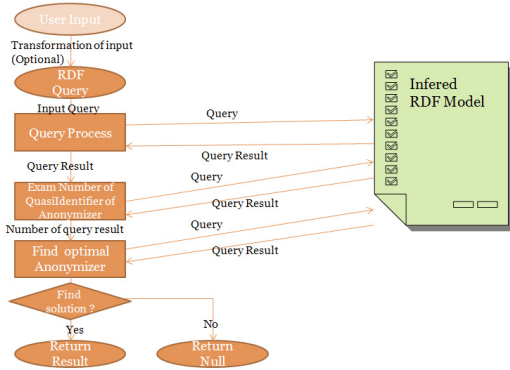 User Input
Transformation of input
(Optional)
RDF
Query
Input Query
Query Process
Query
Query Result
Query Result
Exam Number of
QuasiIdentifier of
Anonymizer
Query
Query Result
Number of query result
Find optimal
Anonymizer
Query
Query Result
Find
solution ?
Yes
No
Return
Result
Return
Null
Infered
RDF Model